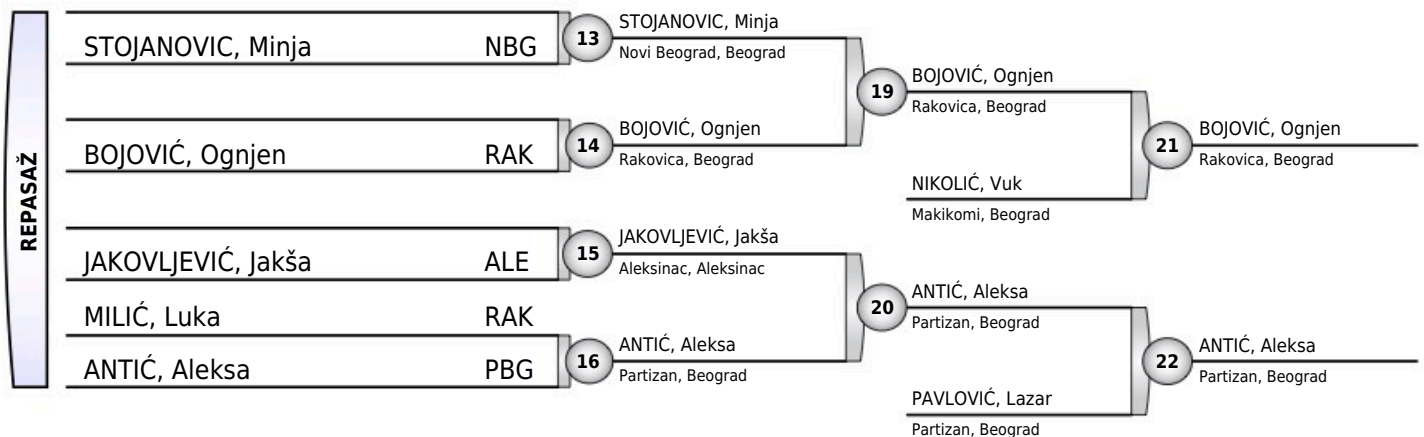 REPASAŽ
STOJANOVIC, Minja NBG
13
STOJANOVIC, Minja
Novi Beograd, Beograd
BOJOVIĆ, Ognjen RAK
14
BOJOVIĆ, Ognjen
Rakovica, Beograd
19
BOJOVIĆ, Ognjen
Rakovica, Beograd
NIKOLIĆ, Vuk
Makikomi, Beograd
21
BOJOVIĆ, Ognjen
Rakovica, Beograd
JAKOVLJEVIĆ, Jakša ALE
15
JAKOVLJEVIĆ, Jakša
Aleksinac, Aleksinac
MILIĆ, Luka RAK
ANTIĆ, Aleksa PBG
16
ANTIĆ, Aleksa
Partizan, Beograd
20
ANTIĆ, Aleksa
Partizan, Beograd
PAVLOVIĆ, Lazar
Partizan, Beograd
22
ANTIĆ, Aleksa
Partizan, Beograd